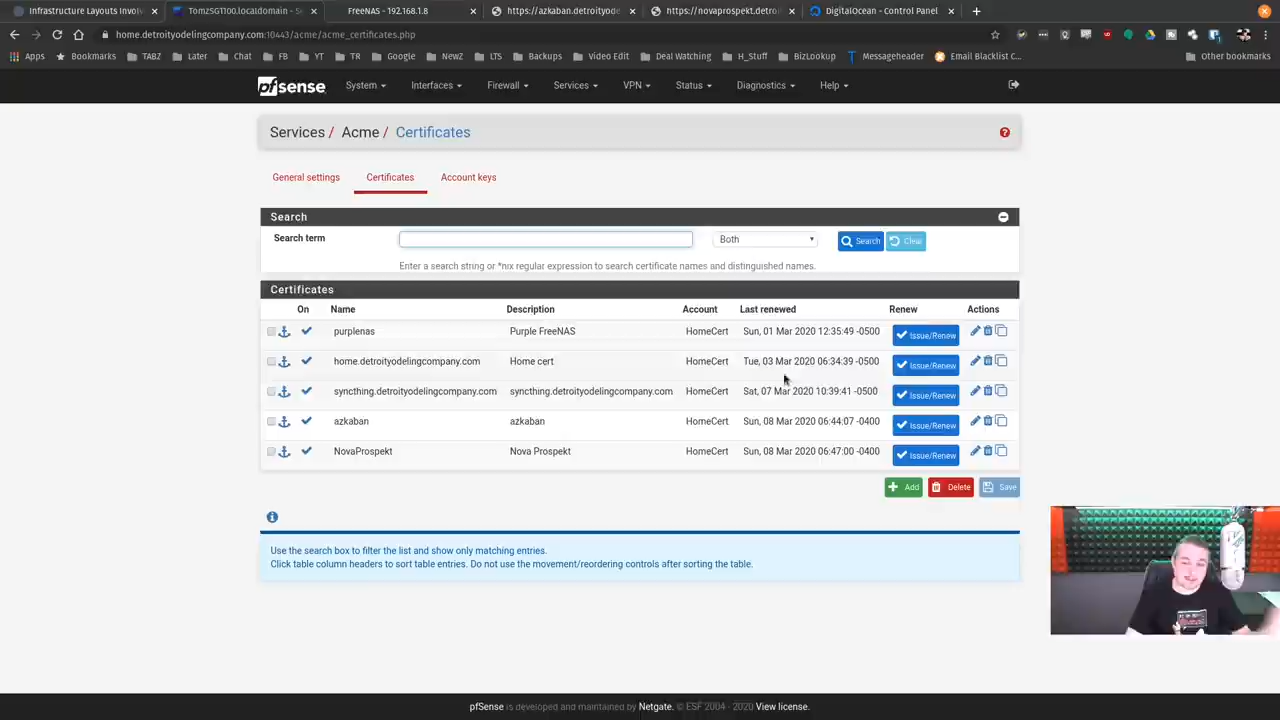 Infrastructure Layouts Involv
TomzSG100.localdomain - S
FreeNAS - 192.168.1.8
https://azkaban.detroityode
https://novaprospekt.detroi
DigitalOcean - Control Panel
home.detroityodelingcompany.com:10443/acme/acme_certificates.php
Apps Bookmarks TABZ Later Chat FB YT TR Google NewZ LTS Backups Video Edit Deal Watching H_Stuff BizLookup Messageheader Email Blacklist C... Other bookmarks
pfsense System Interfaces Firewall Services VPN Status Diagnostics Help
Services / Acme / Certificates
General settings Certificates Account keys
Search
Search term Both Search Clear
Enter a search string or *nix regular expression to search certificate names and distinguished names.
Certificates
On Name Description Account Last renewed Renew Actions
purplenas Purple FreeNAS HomeCert Sun, 01 Mar 2020 12:35:49 -0500 Issue/Renew
home.detroityodelingcompany.com Home cert HomeCert Tue, 03 Mar 2020 06:34:39 -0500 Issue/Renew
syncthing.detroityodelingcompany.com syncthing.detroityodelingcompany.com HomeCert Sat, 07 Mar 2020 10:39:41 -0500 Issue/Renew
azkaban azkaban HomeCert Sun, 08 Mar 2020 06:44:07 -0400 Issue/Renew
NovaProspekt Nova Prospekt HomeCert Sun, 08 Mar 2020 06:47:00 -0400 Issue/Renew
Add Delete Save
Use the search box to filter the list and show only matching entries.
Click table column headers to sort table entries. Do not use the movement/reordering controls after sorting the table.
pfSense is developed and maintained by Netgate. © ESF 2004 - 2020 View license.